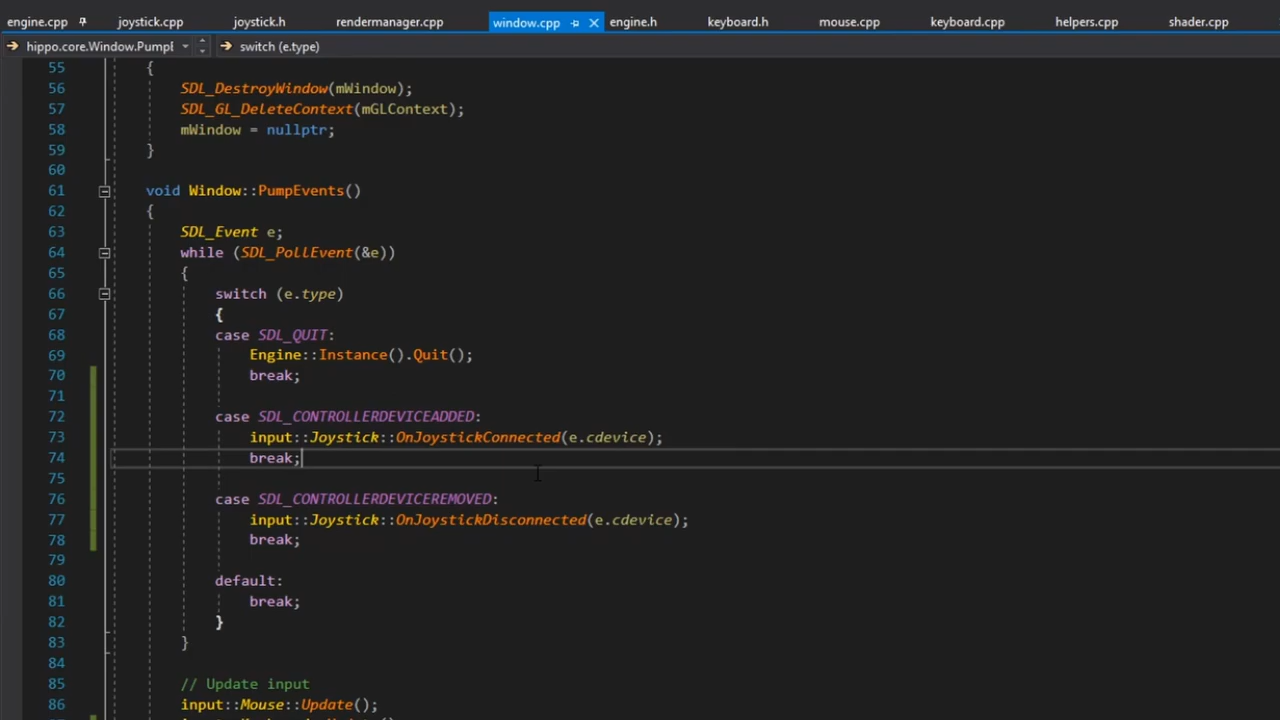 engine.cpp joystick.cpp joystick.h rendermanager.cpp window.cpp engine.h keyboard.h mouse.cpp keyboard.cpp helpers.cpp shader.cpp
hippo.core.Window.PumpE switch (e.type)
55 {
56 SDL_DestroyWindow(mWindow);
57 SDL_GL_DeleteContext(mGLContext);
58 mWindow = nullptr;
59 }
60
61 void Window::PumpEvents()
62 {
63 SDL_Event e;
64 while (SDL_PollEvent(&e))
65 {
66 switch (e.type)
67 {
68 case SDL_QUIT:
69 Engine::Instance().Quit();
70 break;
71
72 case SDL_CONTROLLERDEVICEADDED:
73 input::Joystick::OnJoystickConnected(e.cdevice);
74 break;
75
76 case SDL_CONTROLLERDEVICEREMOVED:
77 input::Joystick::OnJoystickDisconnected(e.cdevice);
78 break;
79
80 default:
81 break;
82 }
83 }
84
85 // Update input
86 input::Mouse::Update();